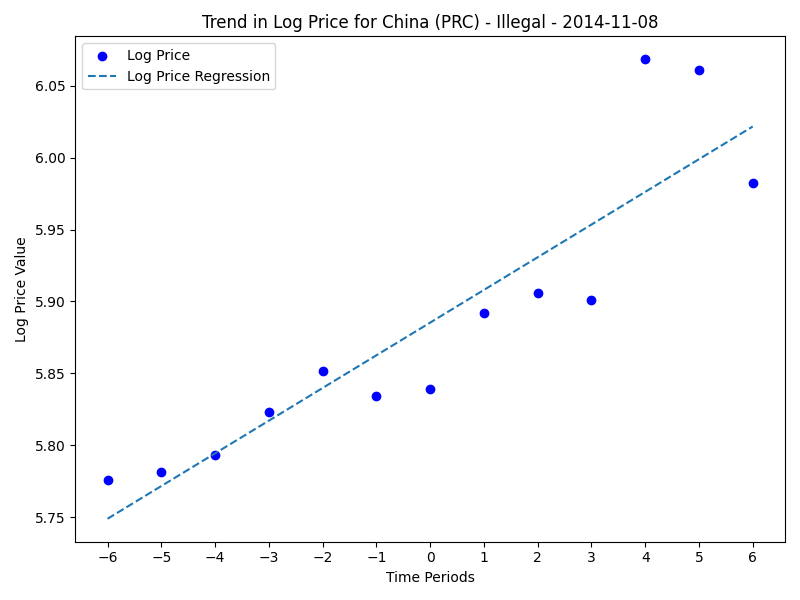 Trend in Log Price for China (PRC) - Illegal - 2014-11-08
Log Price
Log Price Regression
Log Price Value
6.05
6.00
5.95
5.90
5.85
5.80
5.75
−6 −5 −4 −3 −2 −1 0 1 2 3 4 5 6
Time Periods